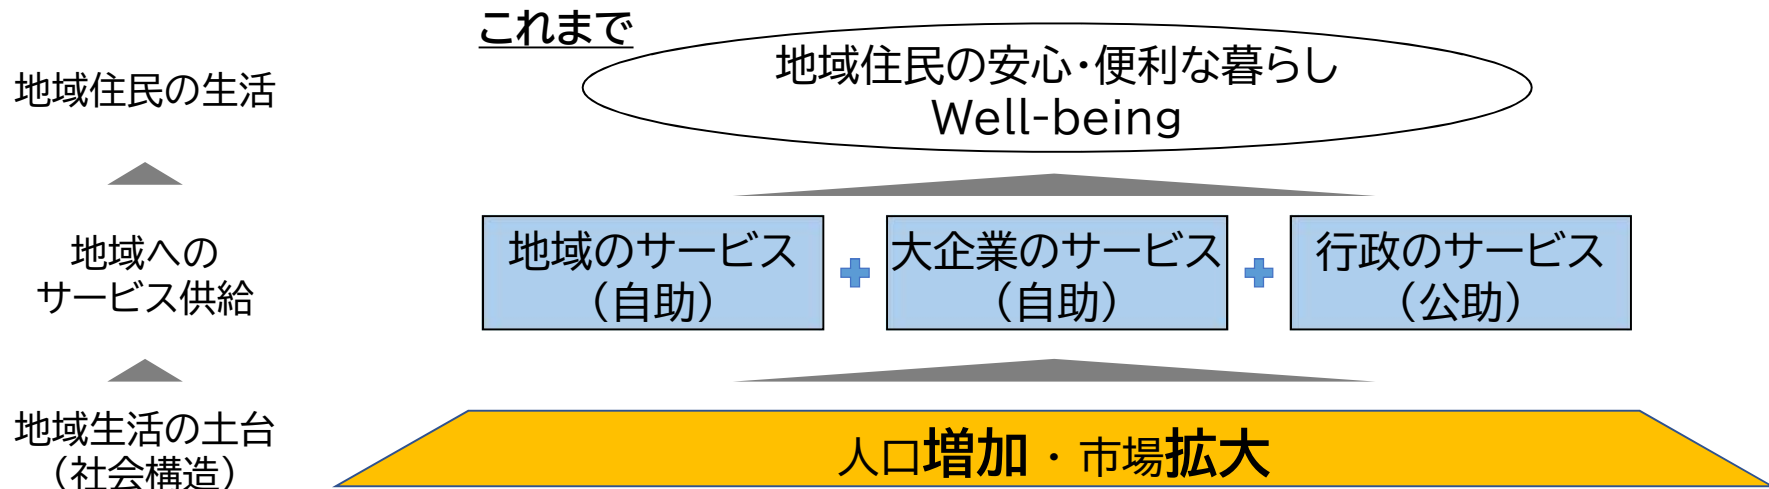 これまで
地域住民の生活
地域住民の安心・便利な暮らし
Well-being
地域への
サービス供給
地域のサービス
（自助）
大企業のサービス
（自助）
行政のサービス
（公助）
地域生活の土台
（社会構造）
人口増加・市場拡大